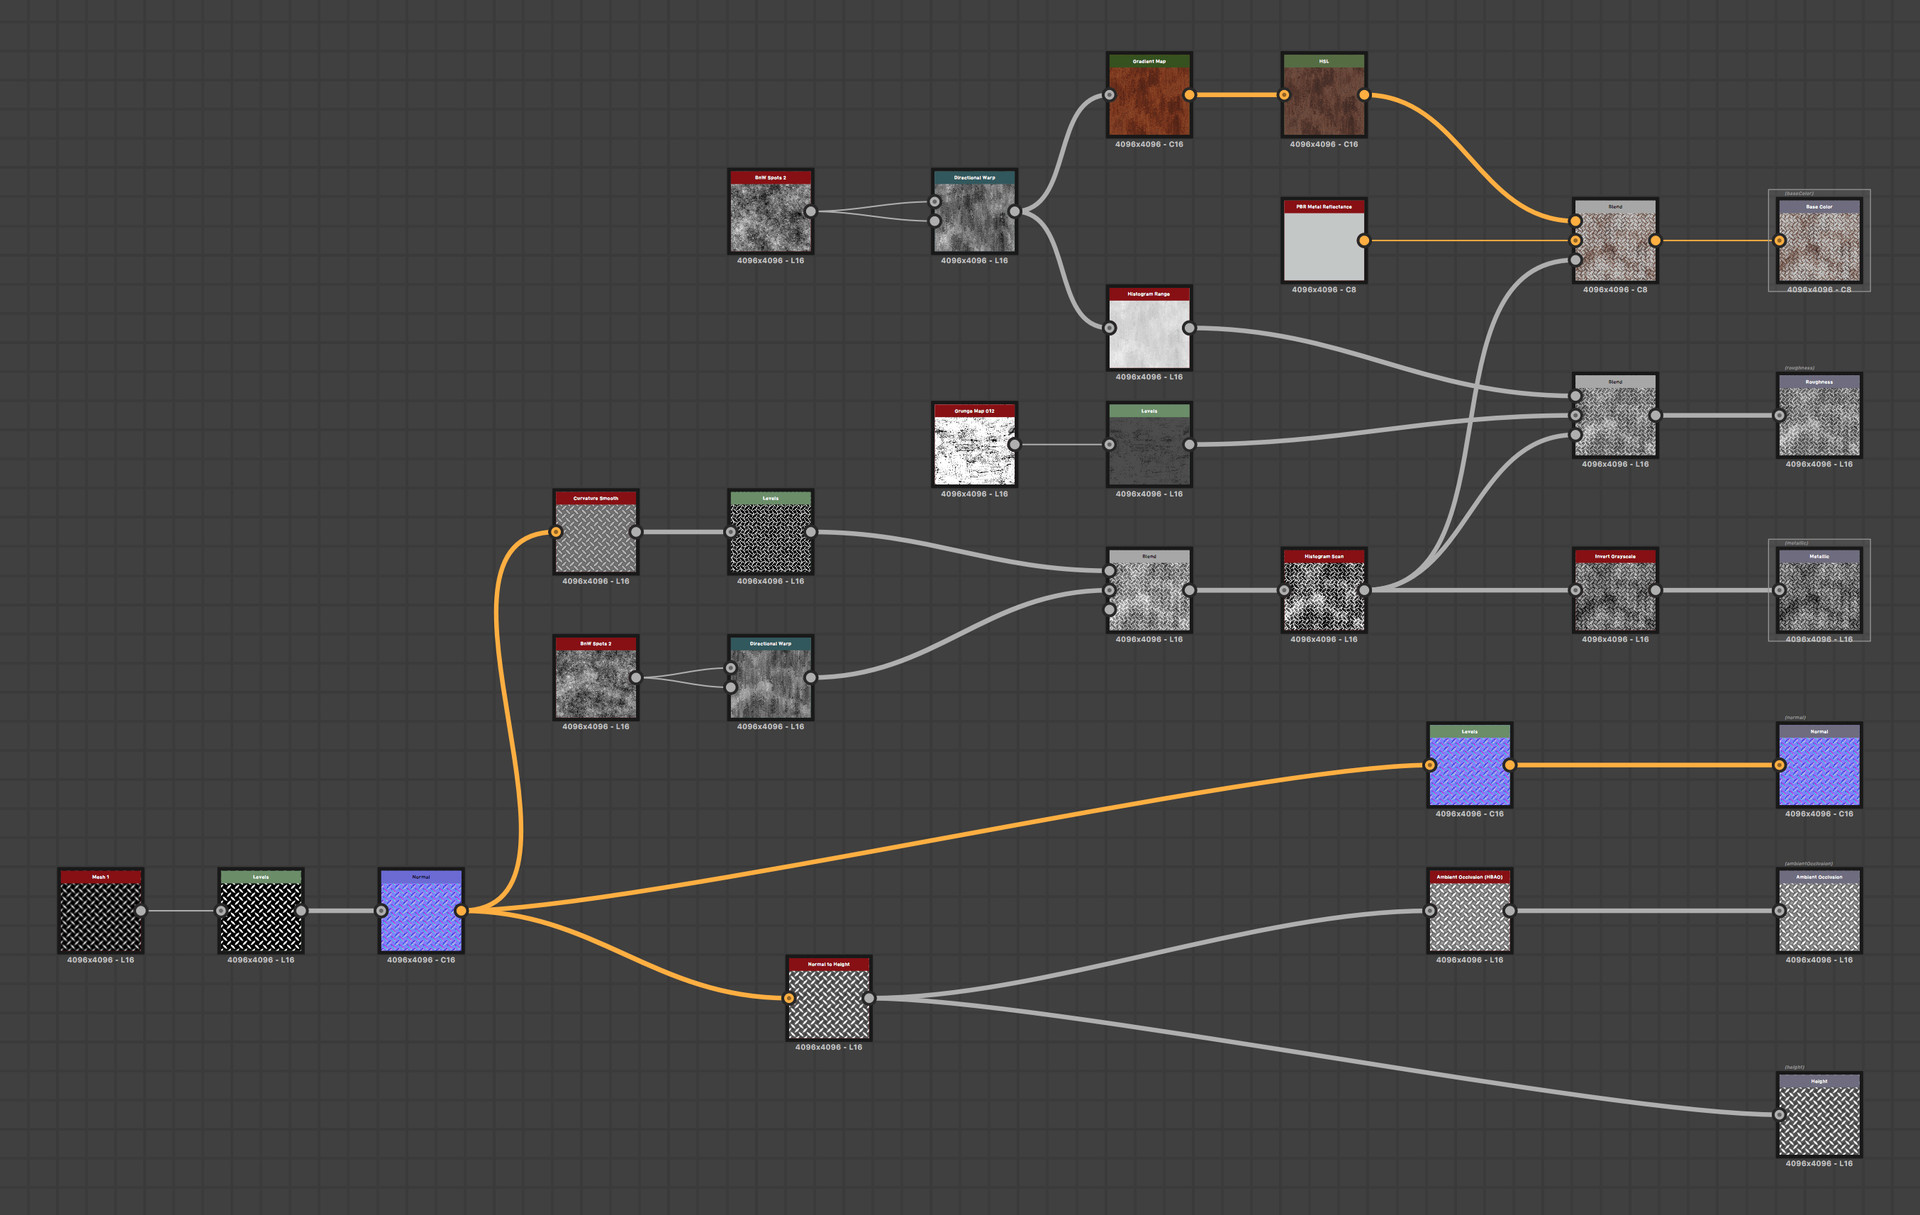 Gradient Map
4096x4096 - C16
HSL
4096x4096 - C16
BnW Spots 2
4096x4096 - L16
Directional Warp
4096x4096 - L16
PBR Metal Reflectance
4096x4096 - C8
Blend
4096x4096 - C8
(baseColor)
Base Color
4096x4096 - C8
Histogram Range
4096x4096 - L16
Grunge Map 012
4096x4096 - L16
Levels
4096x4096 - L16
Blend
4096x4096 - L16
(roughness)
Roughness
4096x4096 - L16
Curvature Smooth
4096x4096 - L16
Levels
4096x4096 - L16
Blend
4096x4096 - L16
Histogram Scan
4096x4096 - L16
Invert Grayscale
4096x4096 - L16
(metallic)
Metallic
4096x4096 - L16
BnW Spots 2
4096x4096 - L16
Directional Warp
4096x4096 - L16
Levels
4096x4096 - C16
(normal)
Normal
4096x4096 - C16
Mesh 1
4096x4096 - L16
Levels
4096x4096 - L16
Normal
4096x4096 - C16
Ambient Occlusion (HBAO)
4096x4096 - L16
(ambientOcclusion)
Ambient Occlusion
4096x4096 - L16
Normal to Height
4096x4096 - L16
(height)
Height
4096x4096 - L16